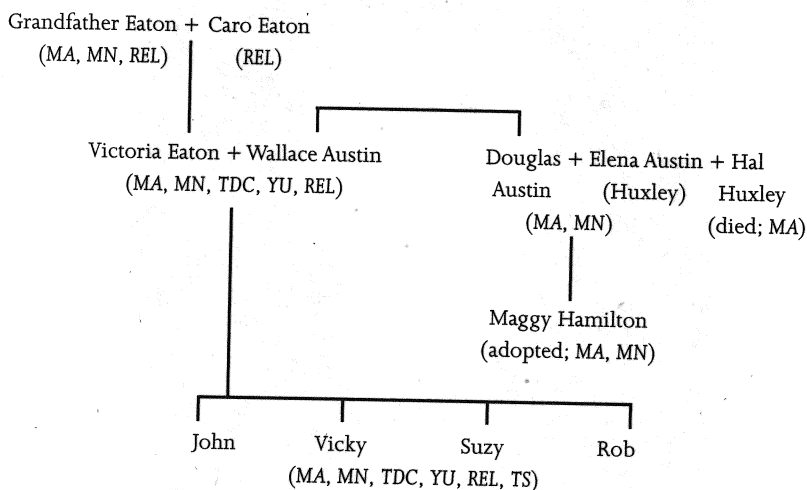 Grandfather Eaton + Caro Eaton
(MA, MN, REL) (REL)
Victoria Eaton + Wallace Austin
(MA, MN, TDC, YU, REL)
Douglas + Elena Austin + Hal
Austin (Huxley) Huxley
(MA, MN) (died; MA)
Maggy Hamilton
(adopted; MA, MN)
John Vicky Suzy Rob
(MA, MN, TDC, YU, REL, TS)